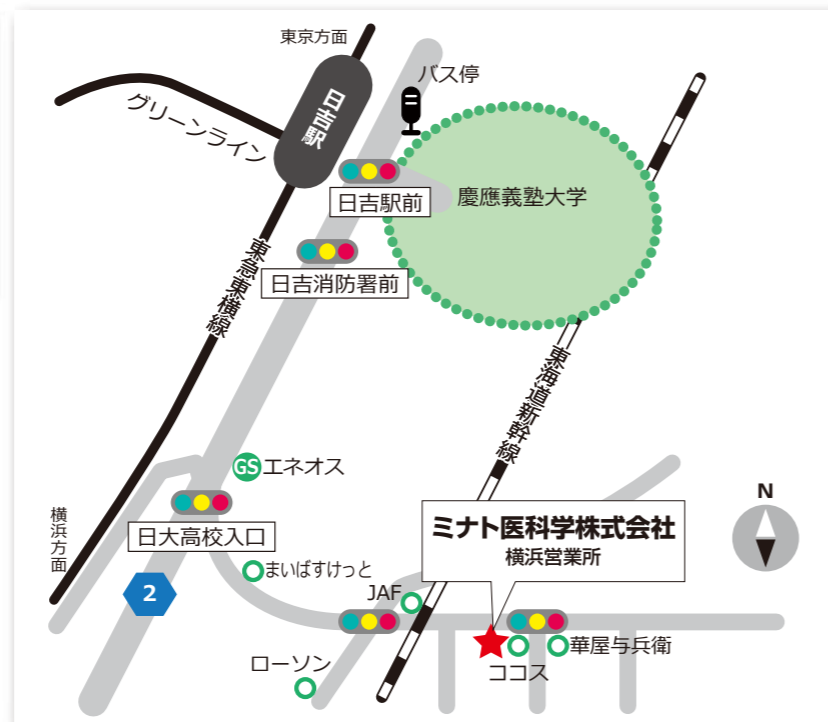 東京方面
バス停
グリーンライン
日吉駅
日吉駅前
慶應義塾大学
日吉消防署前
東急東横線
東海道新幹線
GS エネオス
横浜方面
日大高校入口
ミナト医科学株式会社
横浜営業所
N
まいばすけっと
2
JAF
ローソン
ココス
華屋与兵衛